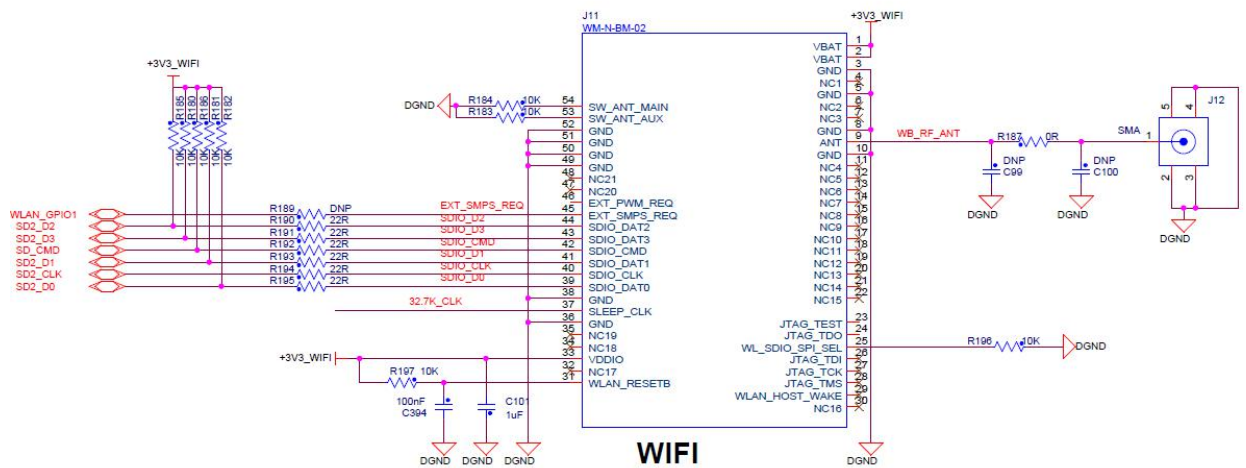 J11
WM-N-BM-02
+3V3_WIFI
+3V3_WIFI
R185
R180
R186
R181
R182
10K
10K
10K
10K
10K
DGND
R184 10K
R183 10K
54 SW_ANT_MAIN
53 SW_ANT_AUX
52 GND
51 GND
50 GND
49 GND
48 NC21
47 NC20
46 EXT_PWM_REQ
45 EXT_SMPS_REQ
44 SDIO_DAT2
43 SDIO_DAT3
42 SDIO_CMD
41 SDIO_DAT1
40 SDIO_CLK
39 SDIO_DAT0
38 GND
37 SLEEP_CLK
36 GND
35 NC19
34 NC18
33 VDDIO
32 NC17
31 WLAN_RESETB
WLAN_GPIO1 R189 DNP EXT_SMPS_REQ
SD2_D2 R190 22R SDIO_D2
SD2_D3 R191 22R SDIO_D3
SD_CMD R192 22R SDIO_CMD
SD2_D1 R193 22R SDIO_D1
SD2_CLK R194 22R SDIO_CLK
SD2_D0 R195 22R SDIO_D0
32.7K_CLK
+3V3_WIFI
R197 10K
100nF
C394
C101
1uF
DGND
DGND
DGND
VBAT 1
VBAT 2
GND 3
NC1 4
GND 5
NC2 6
NC3 7
GND 8
ANT 9
GND 10
NC4 11
NC5 12
NC6 13
NC7 14
NC8 15
NC9 16
NC10 17
NC11 18
NC12 19
NC13 20
NC14 21
NC15 22
JTAG_TEST 23
JTAG_TDO 24
WL_SDIO_SPI_SEL 25
JTAG_TDI 26
JTAG_TCK 27
JTAG_TMS 28
WLAN_HOST_WAKE 29
NC16 30
WB_RF_ANT
R187 0R
SMA
J12
1
5
4
2
3
DNP
C99
DNP
C100
DGND
DGND
DGND
R196 10K
DGND
DGND
WIFI